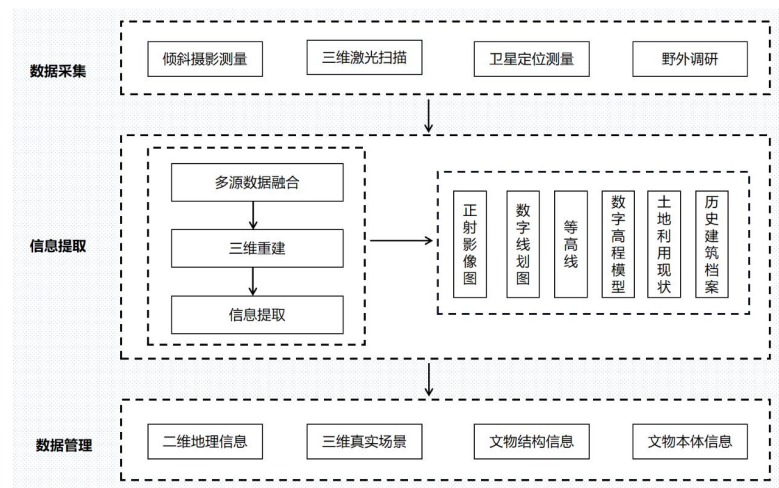 数据采集
倾斜摄影测量
三维激光扫描
卫星定位测量
野外调研
信息提取
多源数据融合
三维重建
信息提取
正射影像图
数字线划图
等高线
数字高程模型
土地利用现状
历史建筑档案
数据管理
二维地理信息
三维真实场景
文物结构信息
文物本体信息